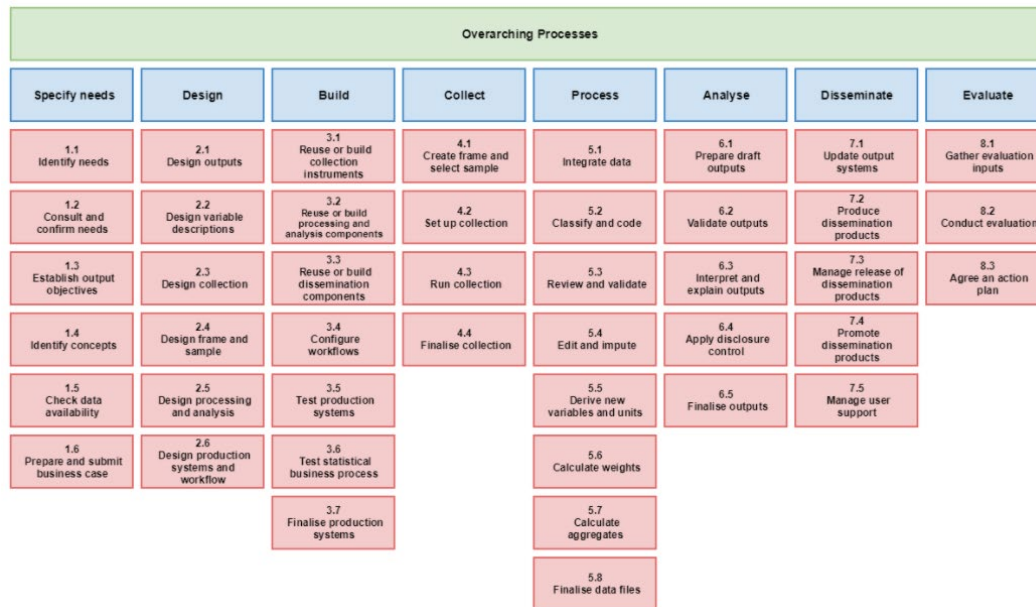 Overarching Processes
Specify needs
Design
Build
Collect
Process
Analyse
Disseminate
Evaluate
1.1
Identify needs
2.1
Design outputs
3.1
Reuse or build
collection
instruments
4.1
Create frame and
select sample
5.1
Integrate data
6.1
Prepare draft
outputs
7.1
Update output
systems
8.1
Gather evaluation
inputs
1.2
Consult and
confirm needs
2.2
Design variable
descriptions
3.2
Reuse or build
processing and
analysis components
4.2
Set up collection
5.2
Classify and code
6.2
Validate outputs
7.2
Produce
dissemination
products
8.2
Conduct evaluation
1.3
Establish output
objectives
2.3
Design collection
3.3
Reuse or build
dissemination
components
4.3
Run collection
5.3
Review and validate
6.3
Interpret and
explain outputs
7.3
Manage release of
dissemination
products
8.3
Agree an action
plan
1.4
Identify concepts
2.4
Design frame and
sample
3.4
Configure
workflows
4.4
Finalise collection
5.4
Edit and impute
6.4
Apply disclosure
control
7.4
Promote
dissemination
products
1.5
Check data
availability
2.5
Design processing
and analysis
3.5
Test production
systems
5.5
Derive new
variables and units
6.5
Finalise outputs
7.5
Manage user
support
1.6
Prepare and submit
business case
2.6
Design production
systems and
workflow
3.6
Test statistical
business process
5.6
Calculate weights
3.7
Finalise production
systems
5.7
Calculate
aggregates
5.8
Finalise data files